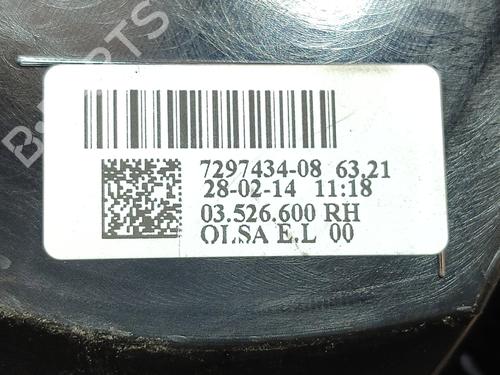 7297434-08 63.21
28-02-14 11:18
03.526.600 RH
OLSA E.L 00